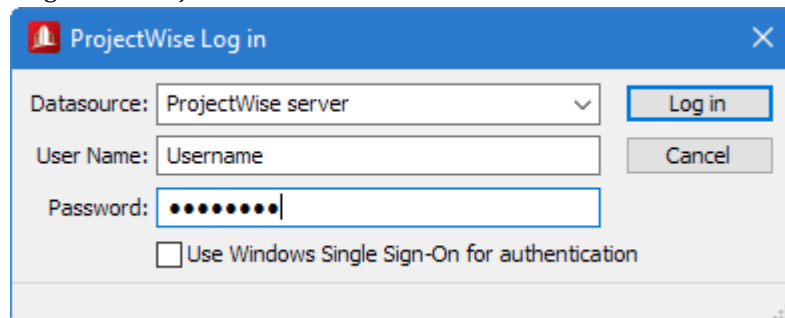 ProjectWise Log in
Datasource: ProjectWise server Log in
User Name: Username Cancel
Password: ●●●●●●●●
Use Windows Single Sign-On for authentication